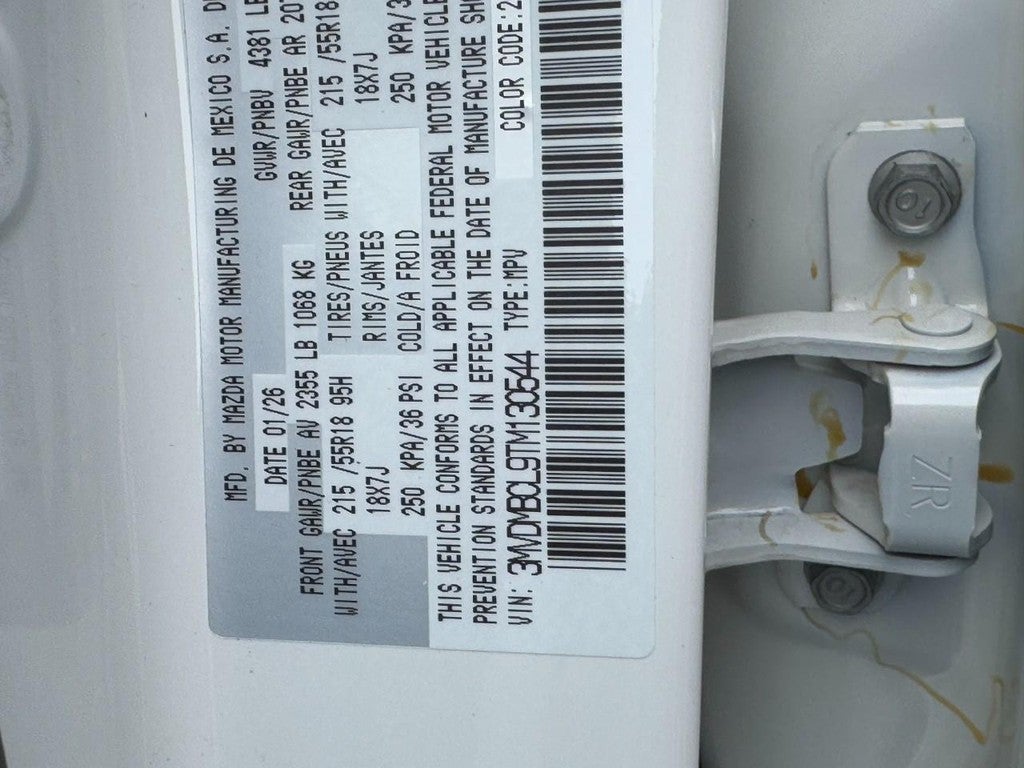 MFD. BY MAZDA MOTOR MANUFACTURING DE MEXICO S.A. D
DATE 01/26 GVWR/PNBV 4381 LB
FRONT GAWR/PNBE AV 2355 LB 1068 KG REAR GAWR/PNBE AR 20
WITH/AVEC 215 /55R18 95H TIRES/PNEUS WITH/AVEC 215 /55R18
18X7J RIMS/JANTES 18X7J
250 KPA/36 PSI COLD/A FROID 250 KPA/3
THIS VEHICLE CONFORMS TO ALL APPLICABLE FEDERAL MOTOR VEHICLE
PREVENTION STANDARDS IN EFFECT ON THE DATE OF MANUFACTURE SHO
VIN: 3MVDMBCL9TM130544 TYPE:MPV COLOR CODE:2
10
ZR
10